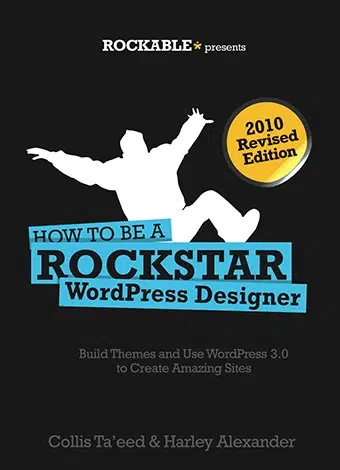 ROCKABLE* presents
2010
Revised
Edition
HOW TO BE A
ROCKSTAR
WordPress Designer
Build Themes and Use WordPress 3.0
to Create Amazing Sites
Collis Ta'eed & Harley Alexander